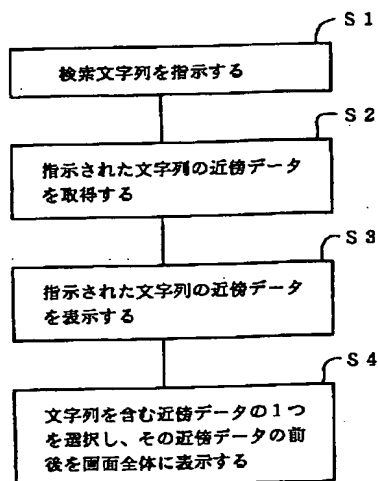 S1
検索文字列を指示する
S2
指示された文字列の近傍データ
を取得する
S3
指示された文字列の近傍データ
を表示する
S4
文字列を含む近傍データの1つ
を選択し、その近傍データの前
後を画面全体に表示する